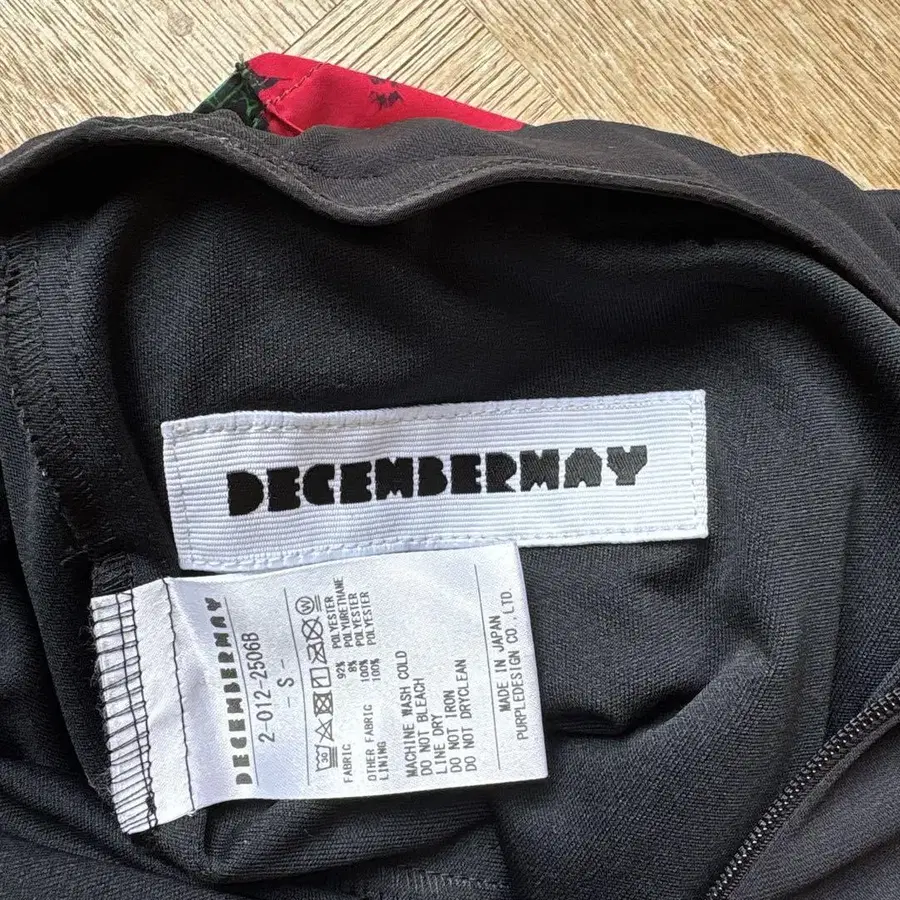 DECEMBERMAY
DECEMBERMAY
2-012-2506B
- S -
30
W
FABRIC 92% POLYESTER
8% POLYURETHANE
OTHER FABRIC 100% POLYESTER
LINING 100% POLYESTER
MACHINE WASH COLD
DO NOT BLEACH
LINE DRY
DO NOT IRON
DO NOT DRYCLEAN
MADE IN JAPAN
PURPLEDESIGN CO.,LTD.